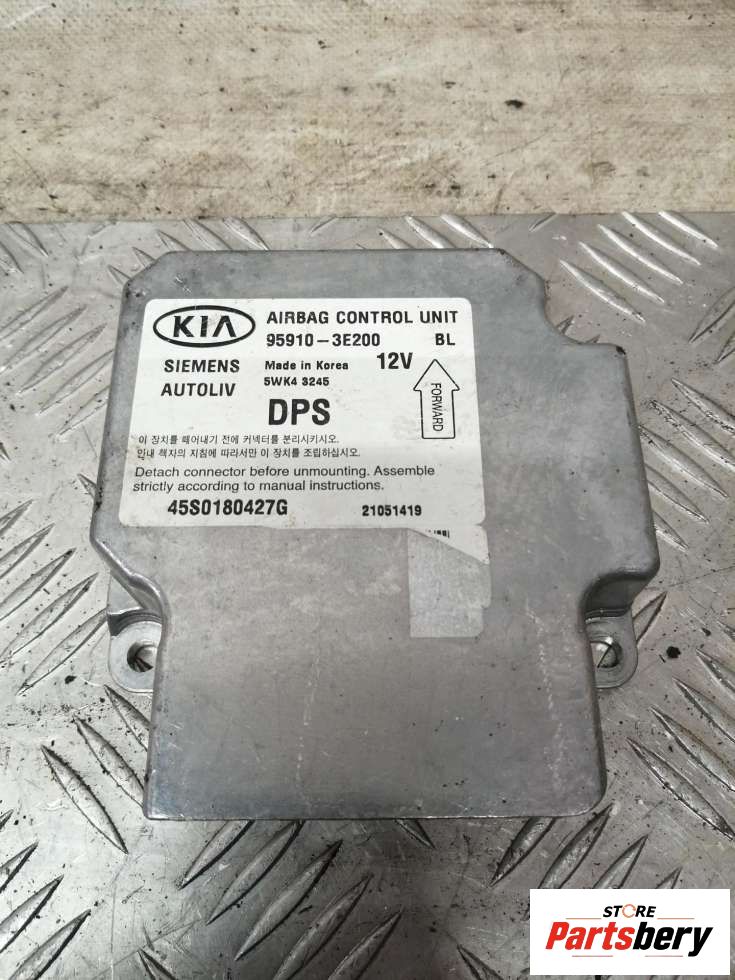 KIA AIRBAG CONTROL UNIT
95910-3E200 BL
SIEMENS Made in Korea 12V
AUTOLIV 5WK4 3245
FORWARD
DPS
이 장치를 떼어내기 전에 커넥터를 분리시키시오.
안내 책자의 지침에 따라서만 이 장치를 조립하십시오.
Detach connector before unmounting. Assemble
strictly according to manual instructions.
45S0180427G 21051419
STORE
Partsbery